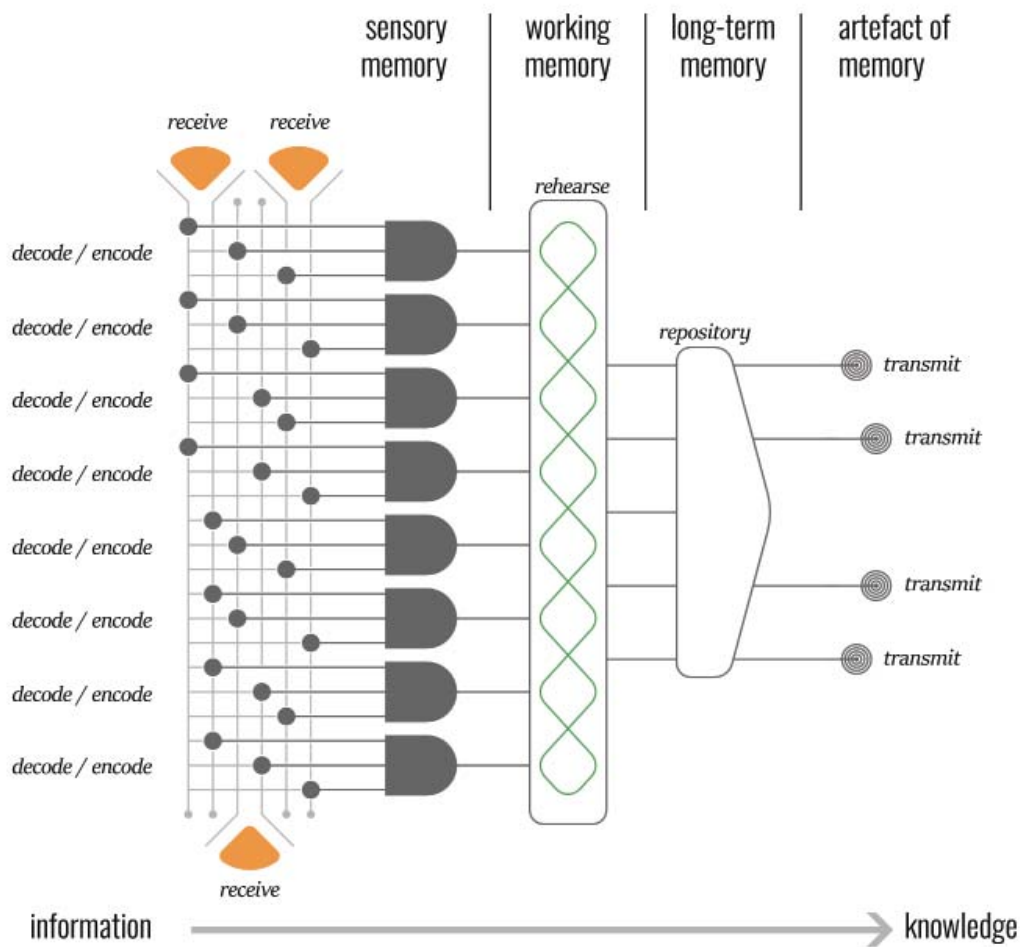 sensory
memory
working
memory
long-term
memory
artefact of
memory
receive
receive
rehearse
decode / encode
decode / encode
repository
transmit
decode / encode
transmit
decode / encode
decode / encode
transmit
decode / encode
transmit
decode / encode
decode / encode
receive
information
knowledge